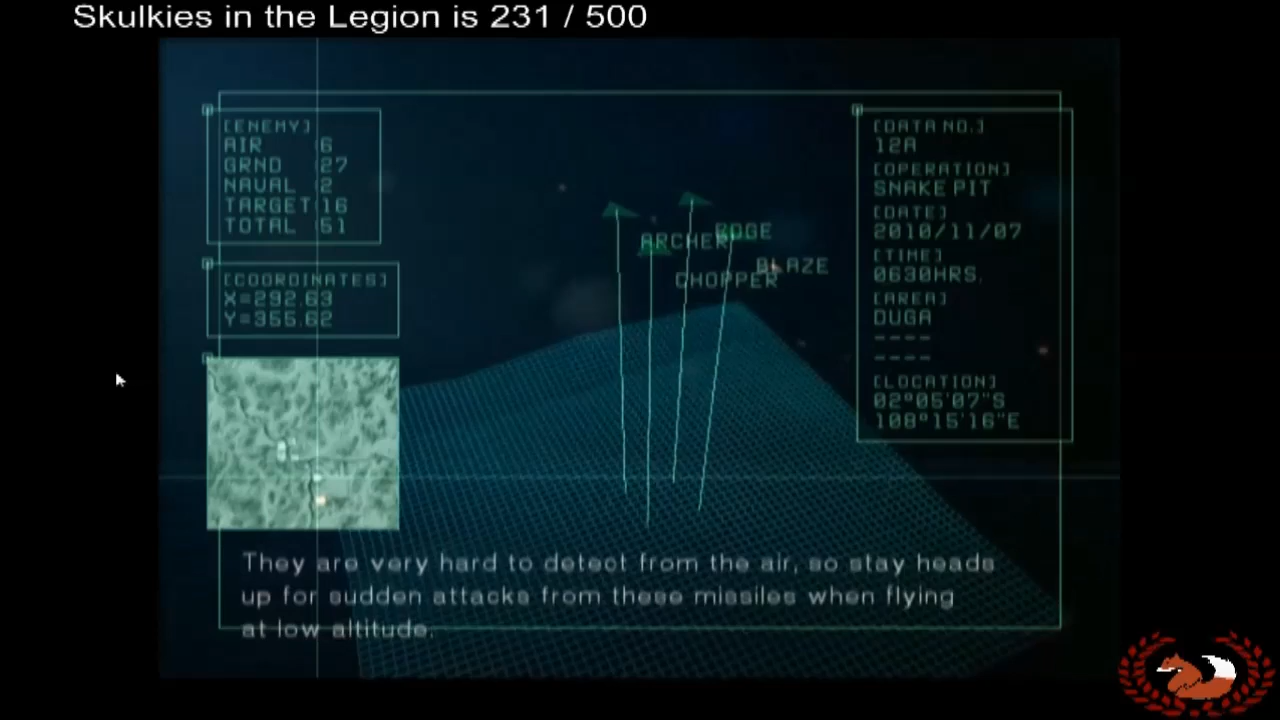 Skulkies in the Legion is 231 / 500
[ENEMY]
AIR 6
GRND 27
NAVAL 2
TARGET 16
TOTAL 51
[COORDINATES]
X=292.63
Y=355.62
EDGE
ARCHER
BLAZE
CHOPPER
[DATA NO.]
12A
[OPERATION]
SNAKE PIT
[DATE]
2010/11/07
[TIME]
0630HRS.
[AREA]
DUGA
----
----
[LOCATION]
02°05'07"S
108°15'16"E
They are very hard to detect from the air, so stay heads
up for sudden attacks from these missiles when flying
at low altitude.